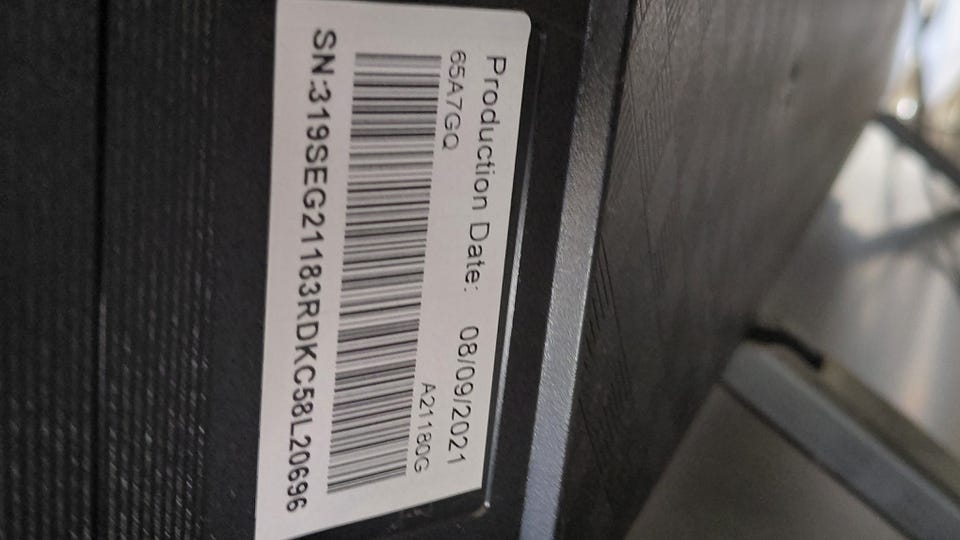 Production Date: 08/09/2021
65A7GQ A21180G
SN:319SEG21183RDKC58L20696